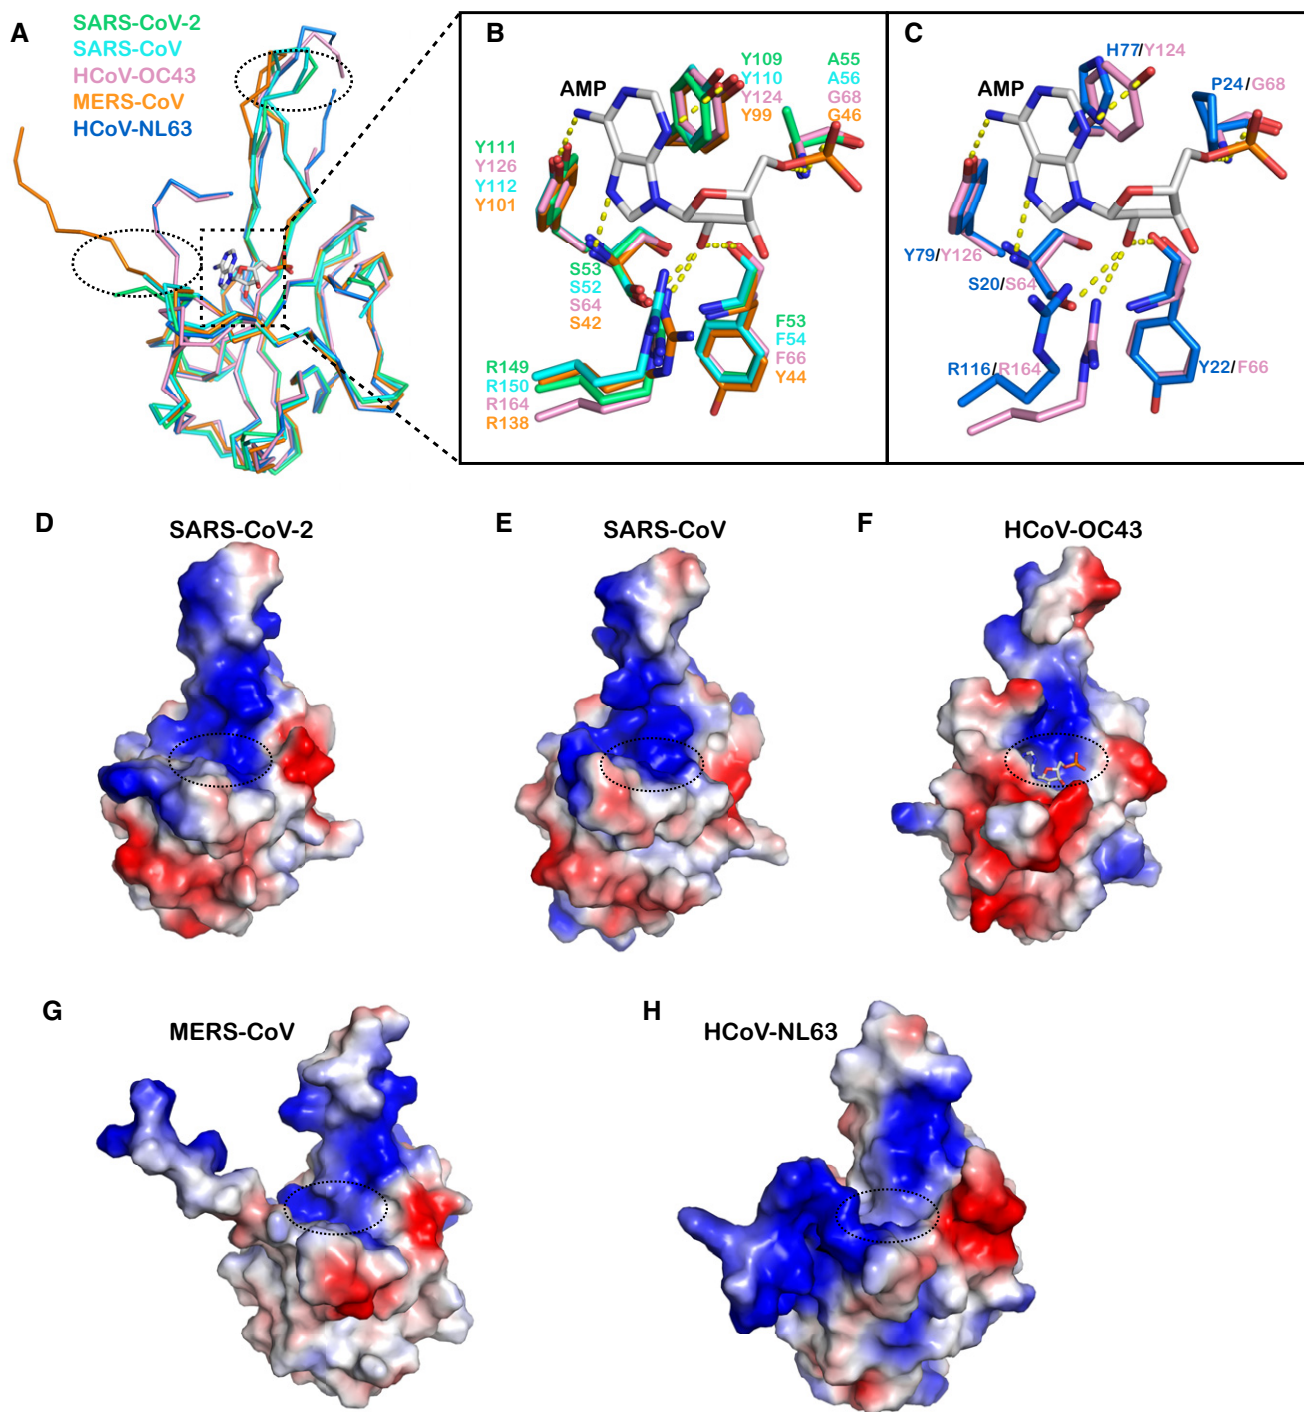 A
SARS-CoV-2
SARS-CoV
HCoV-OC43
MERS-CoV
HCoV-NL63
B
AMP
Y109
Y110
Y124
Y99
A55
A56
G68
G46
Y111
Y126
Y112
Y101
S53
S52
S64
S42
F53
F54
F66
Y44
R149
R150
R164
R138
C
AMP
H77/Y124
P24/G68
Y79/Y126
S20/S64
R116/R164
Y22/F66
D
SARS-CoV-2
E
SARS-CoV
F
HCoV-OC43
G
MERS-CoV
H
HCoV-NL63